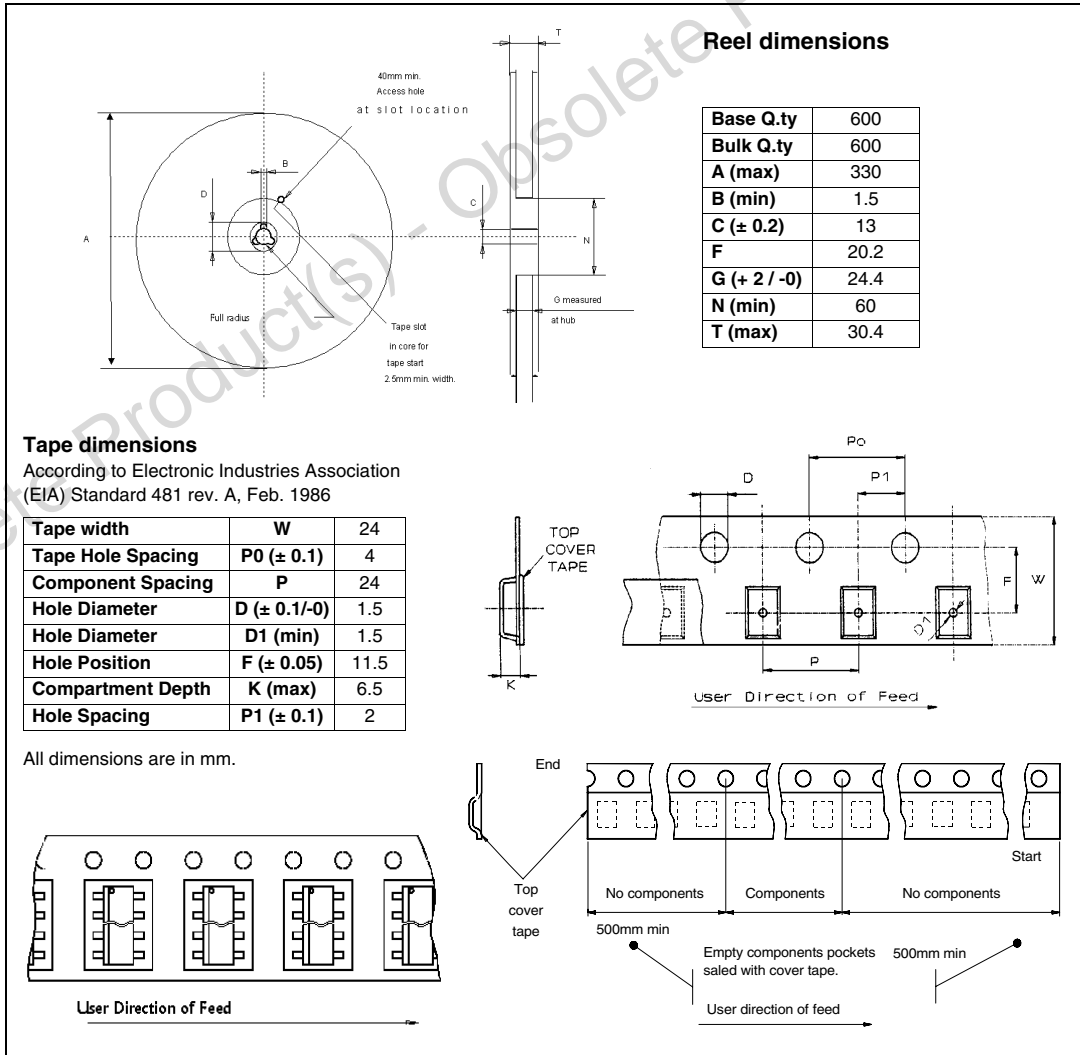 Obsolete Product(s) - Obsolete
ete Product(s)
Reel dimensions
40mm min.
Access hole
at slot location
T
B
D
A
C
N
Full radius
Tape slot
in core for
tape start
2.5mm min. width.
G measured
at hub
Base Q.ty 600
Bulk Q.ty 600
A (max) 330
B (min) 1.5
C (± 0.2) 13
F 20.2
G (+ 2 / -0) 24.4
N (min) 60
T (max) 30.4
Tape dimensions
According to Electronic Industries Association
(EIA) Standard 481 rev. A, Feb. 1986
Tape width W 24
Tape Hole Spacing P0 (± 0.1) 4
Component Spacing P 24
Hole Diameter D (± 0.1/-0) 1.5
Hole Diameter D1 (min) 1.5
Hole Position F (± 0.05) 11.5
Compartment Depth K (max) 6.5
Hole Spacing P1 (± 0.1) 2
All dimensions are in mm.
TOP
COVER
TAPE
K
Po
D
P1
F
W
D1
P
User Direction of Feed
End
Start
Top
cover
tape
No components
Components
No components
500mm min
Empty components pockets
saled with cover tape.
500mm min
User direction of feed
User Direction of Feed